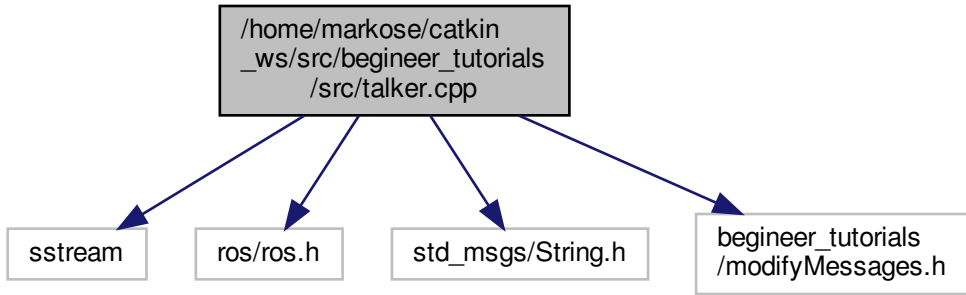 /home/markose/catkin
_ws/src/begineer_tutorials
/src/talker.cpp
sstream
ros/ros.h
std_msgs/String.h
begineer_tutorials
/modifyMessages.h